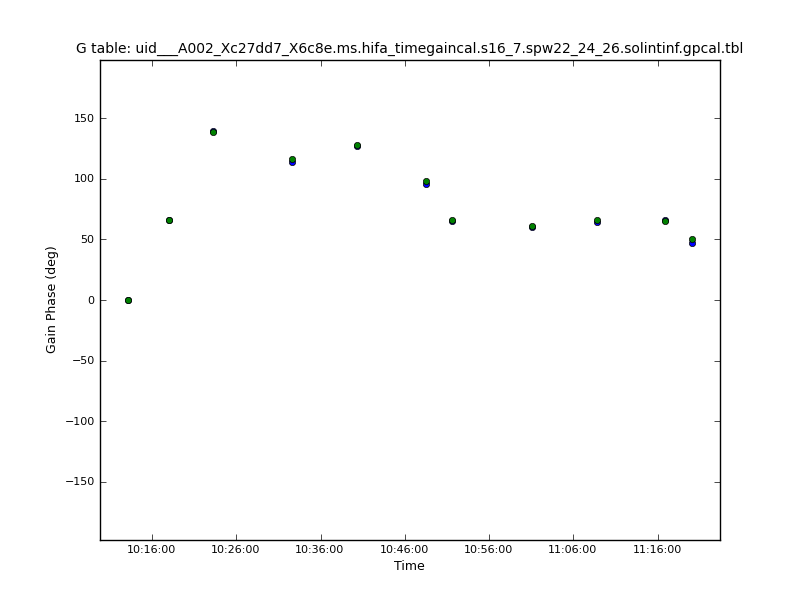 G table: uid___A002_Xc27dd7_X6c8e.ms.hifa_timegaincal.s16_7.spw22_24_26.solintinf.gpcal.tbl
150
100
50
0
−50
−100
−150
Gain Phase (deg)
10:16:00 10:26:00 10:36:00 10:46:00 10:56:00 11:06:00 11:16:00
Time